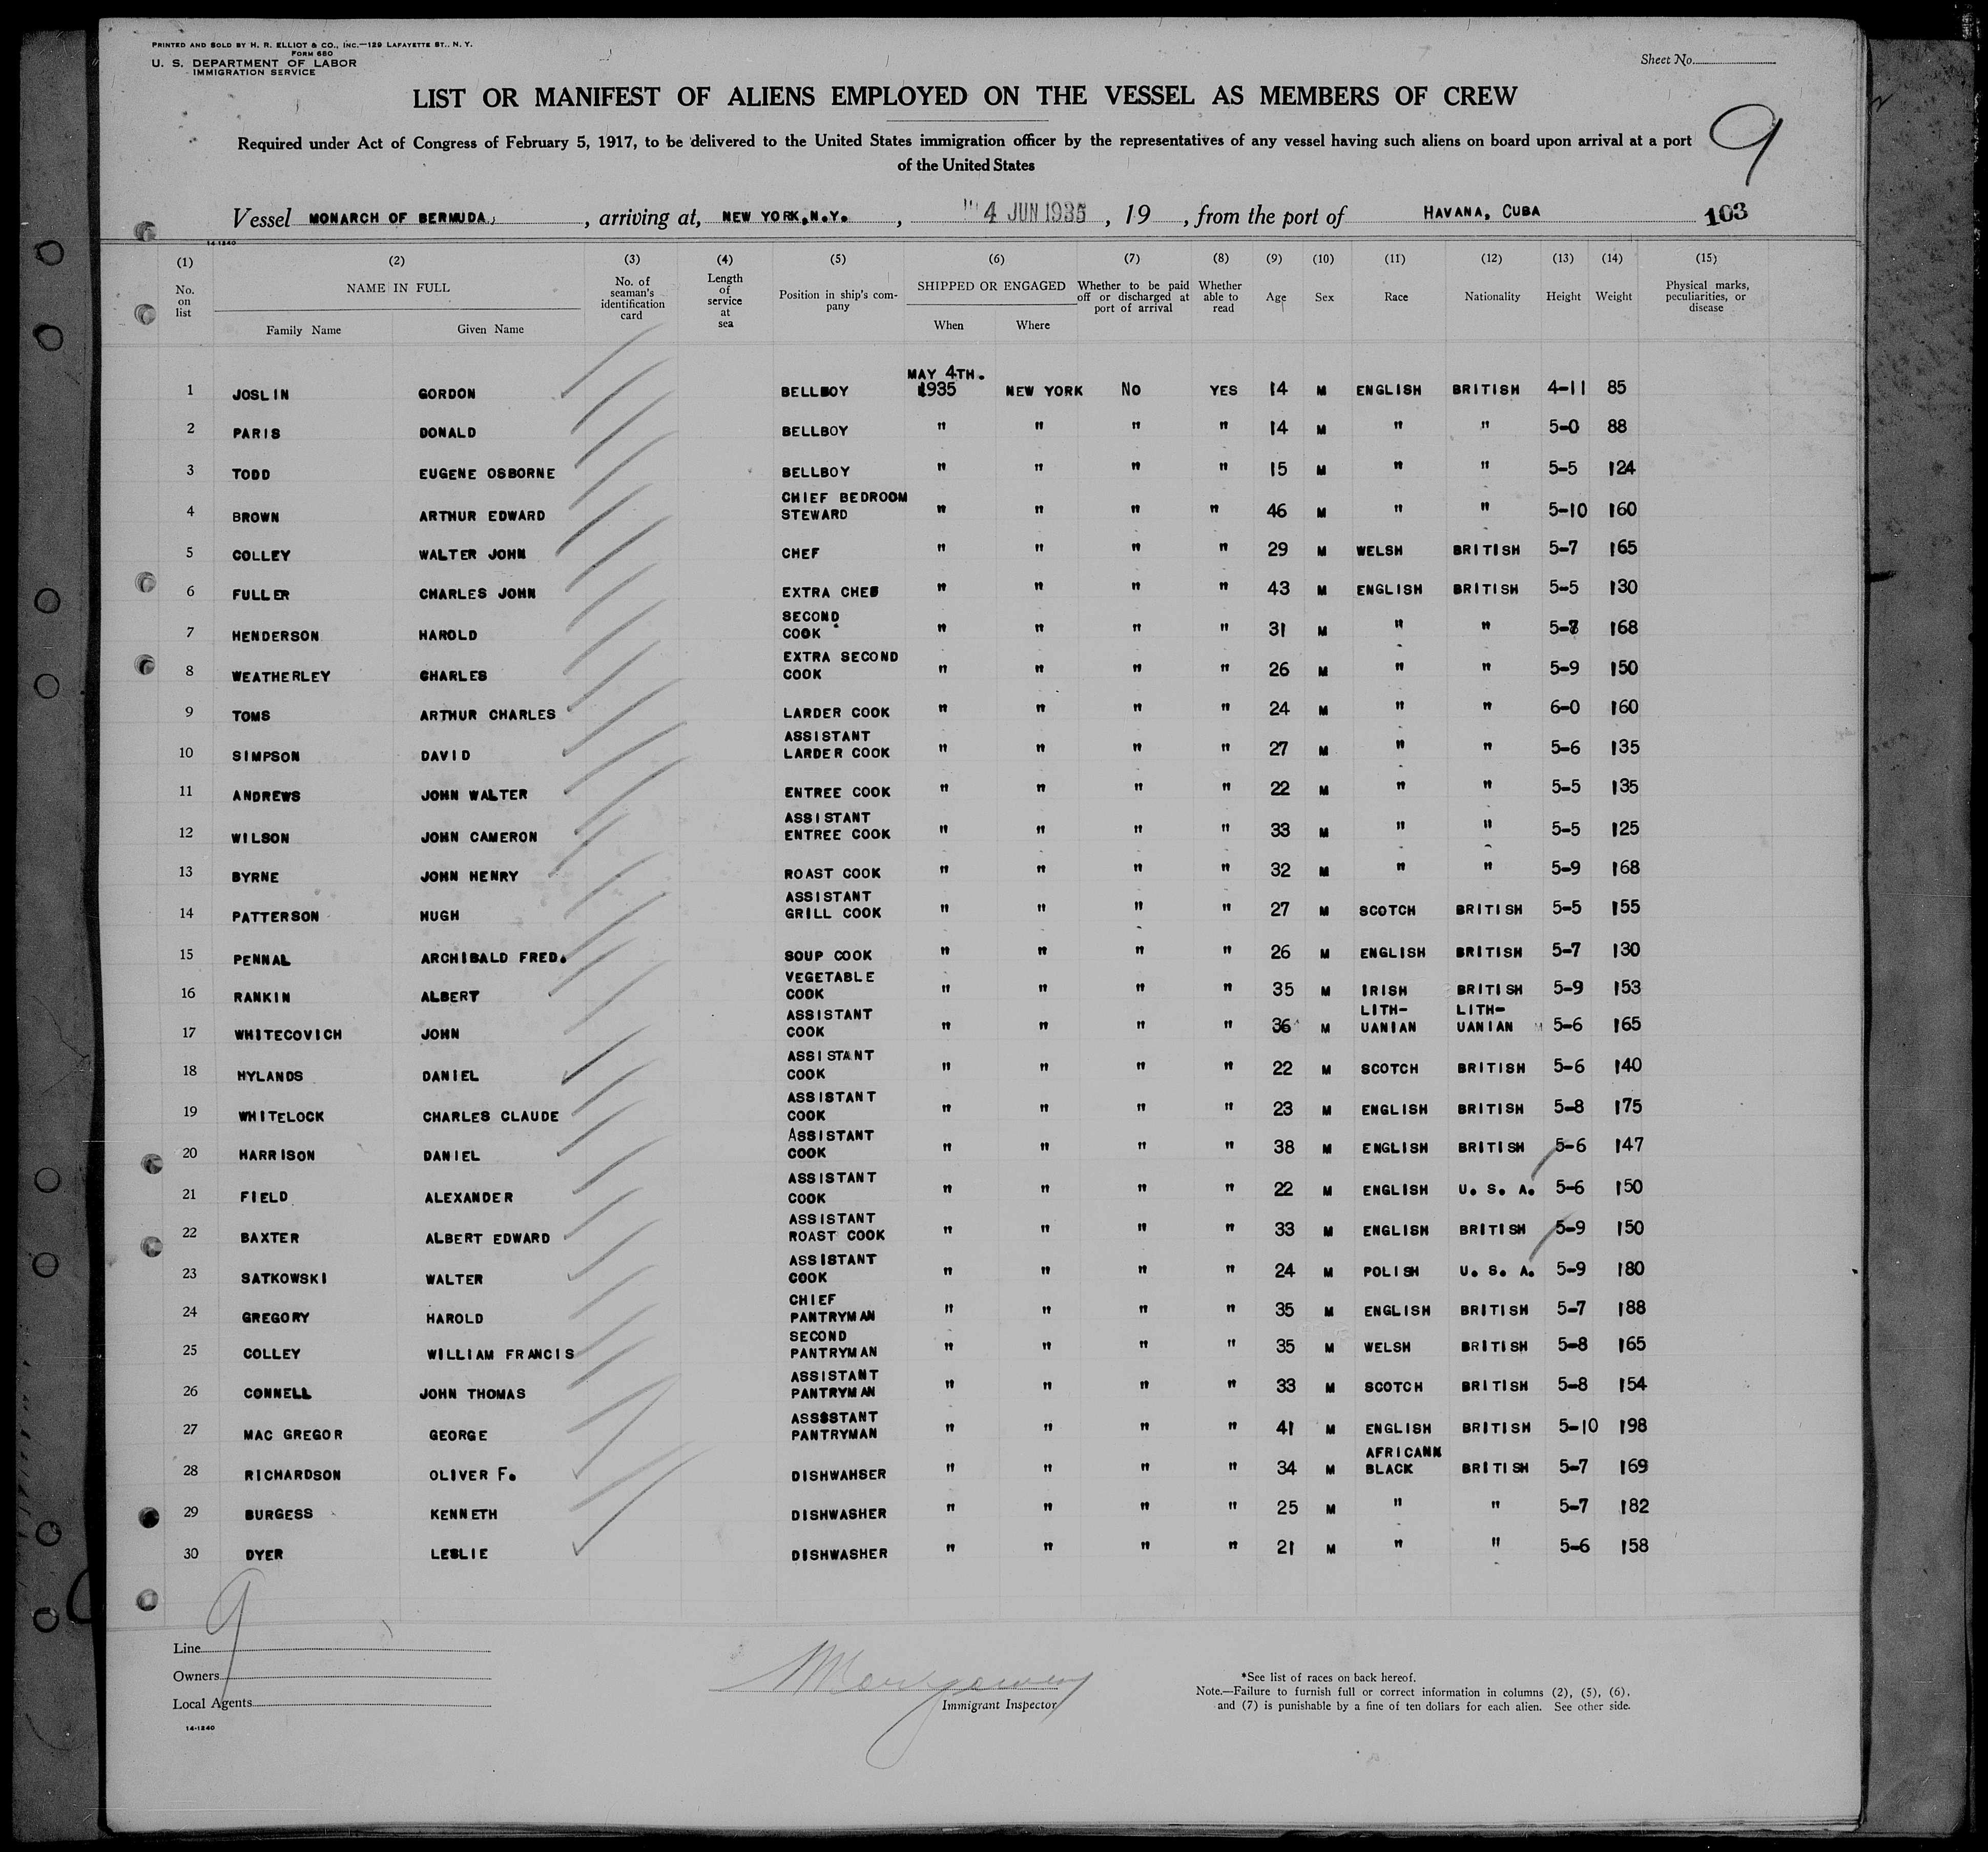 PRINTED AND SOLD BY H. R. ELLIOT & CO., INC.—129 LAFAYETTE ST., N. Y.
FORM 680
U. S. DEPARTMENT OF LABOR
IMMIGRATION SERVICE
Sheet No.
LIST OR MANIFEST OF ALIENS EMPLOYED ON THE VESSEL AS MEMBERS OF CREW
9
Required under Act of Congress of February 5, 1917, to be delivered to the United States immigration officer by the representatives of any vessel having such aliens on board upon arrival at a port
of the United States
Vessel MONARCH OF BERMUDA, , arriving at, NEW YORK,N.Y. , 4 JUN 1935 , 19 , from the port of HAVANA, CUBA 103
14-1240
(1) (2) (3) (4) (5) (6) (7) (8) (9) (10) (11) (12) (13) (14) (15)
No. on list NAME IN FULL Family Name Given Name No. of seaman's identification card Length of service at sea Position in ship's company SHIPPED OR ENGAGED When Where Whether to be paid off or discharged at port of arrival Whether able to read Age Sex Race Nationality Height Weight Physical marks, peculiarities, or disease
1 JOSLIN GORDON BELLBOY MAY 4TH. 1935 NEW YORK NO YES 14 M ENGLISH BRITISH 4-11 85
2 PARIS DONALD BELLBOY " " " " 14 M " " 5-0 88
3 TODD EUGENE OSBORNE BELLBOY " " " " 15 M " " 5-5 124
4 BROWN ARTHUR EDWARD CHIEF BEDROOM STEWARD " " " " 46 M " " 5-10 160
5 COLLEY WALTER JOHN CHEF " " " " 29 M WELSH BRITISH 5-7 165
6 FULLER CHARLES JOHN EXTRA CHEF " " " " 43 M ENGLISH BRITISH 5-5 130
7 HENDERSON HAROLD SECOND COOK " " " " 31 M " " 168
8 WEATHERLEY CHARLES EXTRA SECOND COOK " " " " 26 M " " 5-9 150
9 TOMS ARTHUR CHARLES LARDER COOK " " " " 24 M " " 6-0 160
10 SIMPSON DAVID ASSISTANT LARDER COOK " " " " 27 M " " 5-6 135
11 ANDREWS JOHN WALTER ENTREE COOK " " " " 22 M " " 5-5 135
12 WILSON JOHN CAMERON ASSISTANT ENTREE COOK " " " " 33 M " " 5-5 125
13 BYRNE JOHN HENRY ROAST COOK " " " " 32 M " " 5-9 168
14 PATTERSON HUGH ASSISTANT GRILL COOK " " " " 27 M SCOTCH BRITISH 5-5 155
15 PENNAL ARCHIBALD FRED. SOUP COOK " " " " 26 M ENGLISH BRITISH 5-7 130
16 RANKIN ALBERT VEGETABLE COOK " " " " 35 M IRISH BRITISH 5-9 153
17 WHITECOVICH JOHN ASSISTANT COOK " " " " 36 M LITH-UANIAN LITH-UANIAN 5-6 165
18 HYLANDS DANIEL ASSISTANT COOK " " " " 22 M SCOTCH BRITISH 5-6 140
19 WHITELOCK CHARLES CLAUDE ASSISTANT COOK " " " " 23 M ENGLISH BRITISH 5-8 175
20 HARRISON DANIEL ASSISTANT COOK " " " " 38 M ENGLISH BRITISH 5-6 147
21 FIELD ALEXANDER ASSISTANT COOK " " " " 22 M ENGLISH U. S. A. 5-6 150
22 BAXTER ALBERT EDWARD ASSISTANT ROAST COOK " " " " 33 M ENGLISH BRITISH 5-9 150
23 SATKOWSKI WALTER ASSISTANT COOK " " " " 24 M POLISH U. S. A. 5-9 180
24 GREGORY HAROLD CHIEF PANTRYMAN " " " " 35 M ENGLISH BRITISH 5-7 188
25 COLLEY WILLIAM FRANCIS SECOND PANTRYMAN " " " " 35 M WELSH BRITISH 5-8 165
26 CONNELL JOHN THOMAS ASSISTANT PANTRYMAN " " " " 33 M SCOTCH BRITISH 5-8 154
27 MAC GREGOR GEORGE ASSSSTANT PANTRYMAN " " " " 41 M ENGLISH BRITISH 5-10 198
28 RICHARDSON OLIVER F. DISHWAHSER " " " " 34 M AFRICANN BLACK BRITISH 5-7 169
29 BURGESS KENNETH DISHWASHER " " " " 25 M " " 5-7 182
30 DYER LESLIE DISHWASHER " " " " 21 M " " 5-6 158
9
Line
Owners
Local Agents
14-1240
Immigrant Inspector
*See list of races on back hereof.
Note.—Failure to furnish full or correct information in columns (2), (5), (6),
and (7) is punishable by a fine of ten dollars for each alien. See other side.